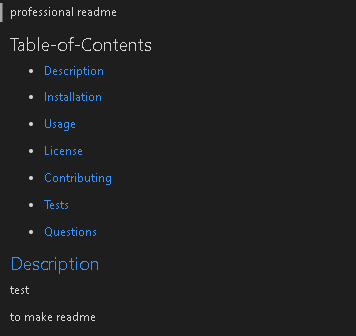 professional readme
Table-of-Contents
Description
Installation
Usage
License
Contributing
Tests
Questions
Description
test
to make readme